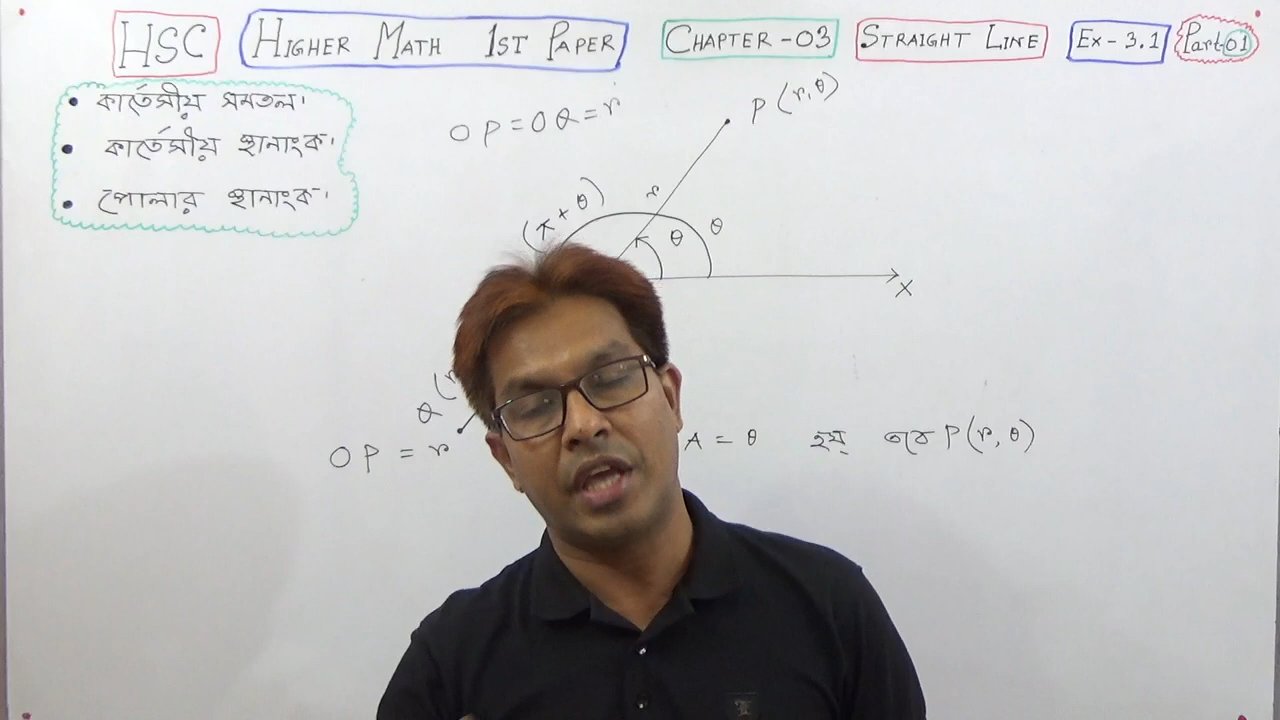 HSC HIGHER MATH 1ST PAPER CHAPTER -03 STRAIGHT LINE Ex-3.1 Part-01
• কার্তেসীয় সমতল।
• কার্তেসীয় স্থানাংক।
• পোলার স্থানাংক।
OP=OQ=r
P (r, θ)
r
(π + θ)
θ
θ
X
(r
Q
OP = r
A = θ হয় তবে P(r, θ)